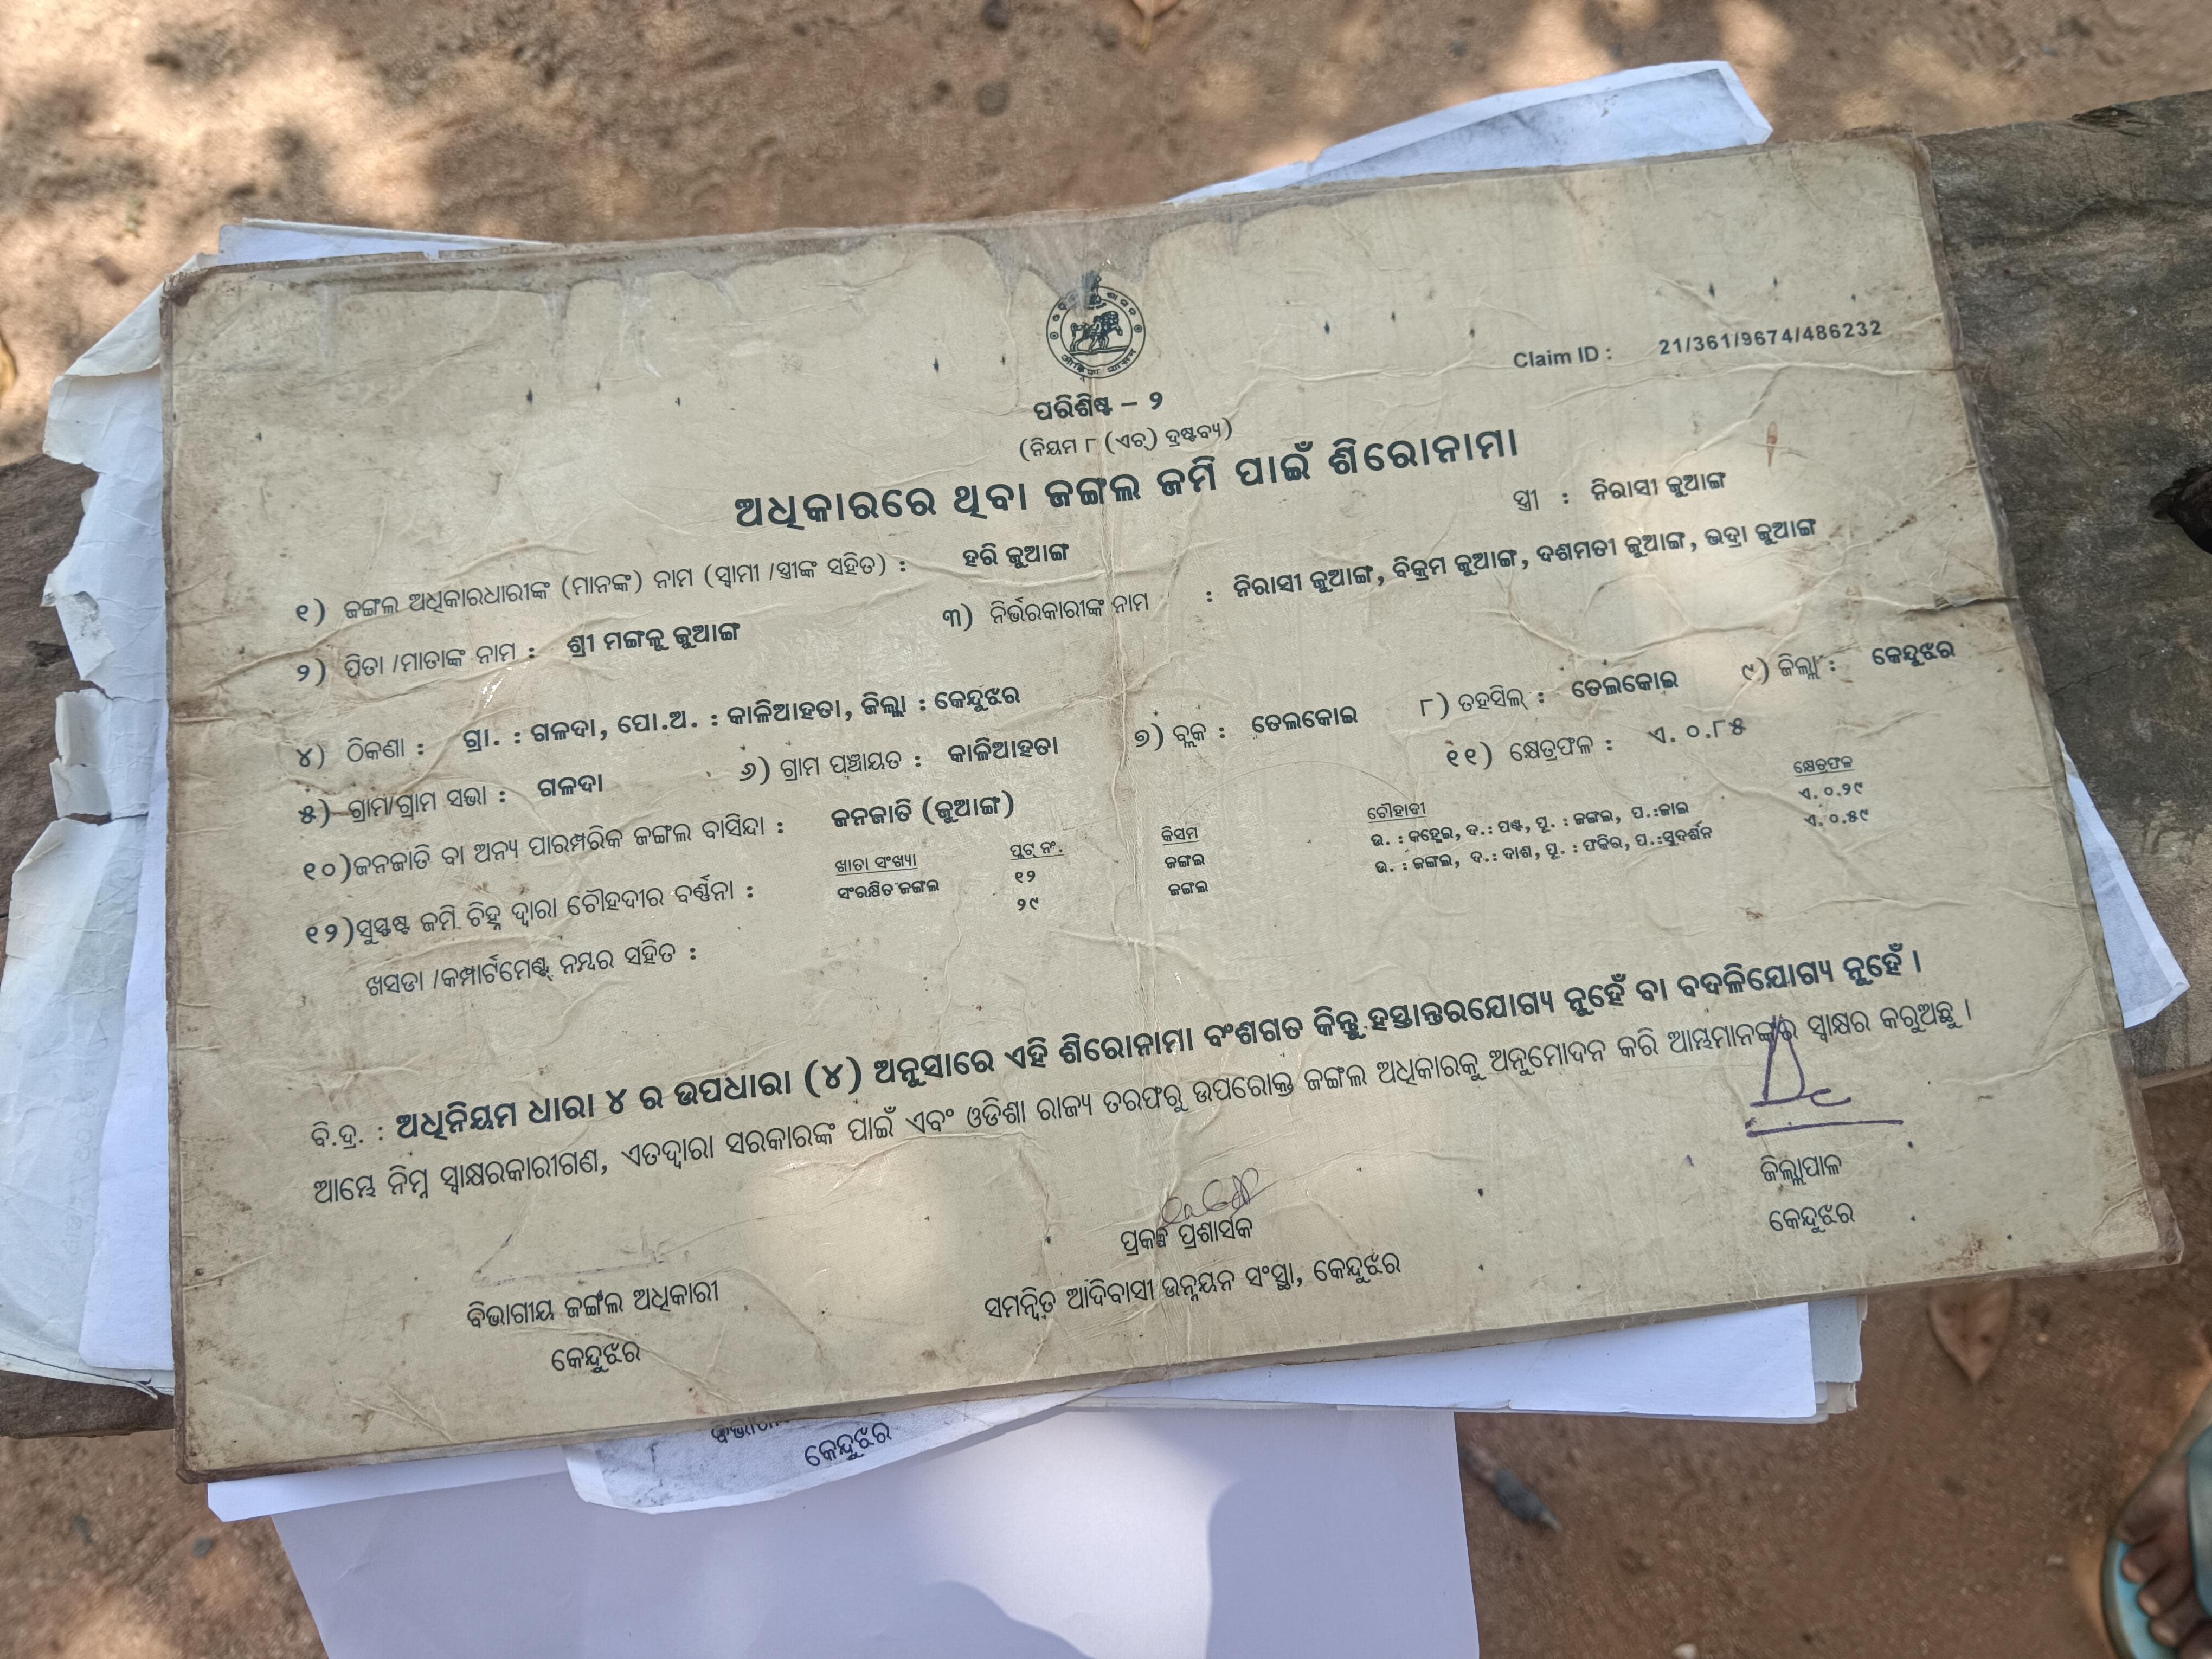 Claim ID : 21/361/9674/486232
ପରିଶିଷ୍ଟ – ୨
(ନିୟମ ୮ (ଏଚ୍) ଦ୍ରଷ୍ଟବ୍ୟ)
ଅଧିକାରରେ ଥିବା ଜଙ୍ଗଲ ଜମି ପାଇଁ ଶିରୋନାମା
୧) ଜଙ୍ଗଲ ଅଧିକାରଧାରୀଙ୍କ (ମାନଙ୍କ) ନାମ (ସ୍ୱାମୀ /ସ୍ତ୍ରୀଙ୍କ ସହିତ) : ହରି ଜୁଆଙ୍ଗ ସ୍ତ୍ରୀ : ନିରାସୀ ଜୁଆଙ୍ଗ
୨) ପିତା /ମାତାଙ୍କ ନାମ : ଶ୍ରୀ ମଙ୍ଗଳୁ ଜୁଆଙ୍ଗ ୩) ନିର୍ଭରକାରୀଙ୍କ ନାମ : ନିରାସୀ ଜୁଆଙ୍ଗ, ବିକ୍ରମ ଜୁଆଙ୍ଗ, ଦଶମତୀ ଜୁଆଙ୍ଗ, ଭଦ୍ରା ଜୁଆଙ୍ଗ
୪) ଠିକଣା : ଗ୍ରା. : ଗଳଦା, ପୋ.ଅ. : କାଳିଆହତା, ଜିଲ୍ଲା : କେନ୍ଦୁଝର
୫) ଗ୍ରାମ/ଗ୍ରାମ ସଭା : ଗଳଦା ୬) ଗ୍ରାମ ପଞ୍ଚାୟତ : କାଳିଆହତା ୭) ବ୍ଲକ : ତେଲକୋଇ ୮) ତହସିଲ୍ : ତେଲକୋଇ ୯) ଜିଲ୍ଲା : କେନ୍ଦୁଝର
୧୦) ଜନଜାତି ବା ଅନ୍ୟ ପାରମ୍ପରିକ ଜଙ୍ଗଲ ବାସିନ୍ଦା : ଜନଜାତି (ଜୁଆଙ୍ଗ) ୧୧) କ୍ଷେତ୍ରଫଳ : ଏ. ୦.୮୫
୧୨) ସୁସ୍ପଷ୍ଟ ଜମି ଚିହ୍ନ ଦ୍ୱାରା ଚୌହଦୀର ବର୍ଣ୍ଣନା : ଖାତା ସଂଖ୍ୟା ପ୍ଲଟ୍ ନଂ. କିସମ ଚୌହାଦୀ କ୍ଷେତ୍ରଫଳ
ସଂରକ୍ଷିତ ଜଙ୍ଗଲ ୧୨ ଜଙ୍ଗଲ ଉ. : କହ୍ନେଇ, ଦ.: ପଣ୍ଟ, ପୂ. : ଜଙ୍ଗଲ, ପ.:ଜାଇ ଏ. ୦.୨୯
୨୯ ଜଙ୍ଗଲ ଉ. : ଜଙ୍ଗଲ, ଦ.: ଦାଶ, ପୂ. : ଫକିର, ପ.:ସୁଦର୍ଶନ ଏ. ୦.୫୯
ଖସଡା /କମ୍ପାର୍ଟମେଣ୍ଟ୍ ନମ୍ବର ସହିତ :
ବି.ଦ୍ର. : ଅଧିନିୟମ ଧାରା ୪ ର ଉପଧାରା (୪) ଅନୁସାରେ ଏହି ଶିରୋନାମା ବଂଶଗତ କିନ୍ତୁ ହସ୍ତାନ୍ତରଯୋଗ୍ୟ ନୁହେଁ ବା ବଦଳିଯୋଗ୍ୟ ନୁହେଁ ।
ଆମ୍ଭେ ନିମ୍ନ ସ୍ୱାକ୍ଷରକାରୀଗଣ, ଏତଦ୍ଦ୍ୱାରା ସରକାରଙ୍କ ପାଇଁ ଏବଂ ଓଡିଶା ରାଜ୍ୟ ତରଫରୁ ଉପରୋକ୍ତ ଜଙ୍ଗଲ ଅଧିକାରକୁ ଅନୁମୋଦନ କରି ଆମ୍ଭମାନଙ୍କର ସ୍ୱାକ୍ଷର କରୁଅଛୁ ।
ବିଭାଗୀୟ ଜଙ୍ଗଲ ଅଧିକାରୀ
କେନ୍ଦୁଝର
ପ୍ରକଳ୍ପ ପ୍ରଶାସକ
ସମନ୍ୱିତ ଆଦିବାସୀ ଉନ୍ନୟନ ସଂସ୍ଥା, କେନ୍ଦୁଝର
ଜିଲ୍ଲାପାଳ
କେନ୍ଦୁଝର
କେନ୍ଦୁଝର